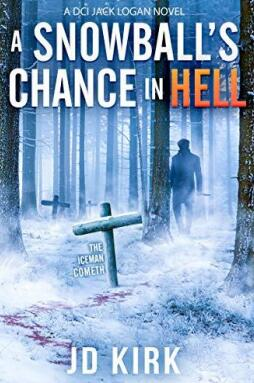 A DCI JACK LOGAN NOVEL
A SNOWBALL'S
CHANCE IN HELL
THE
ICEMAN
COMETH
JD KIRK